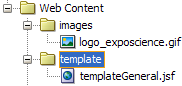 Web Content
images
logo_exposcience.gif
template
templateGeneral.jsf